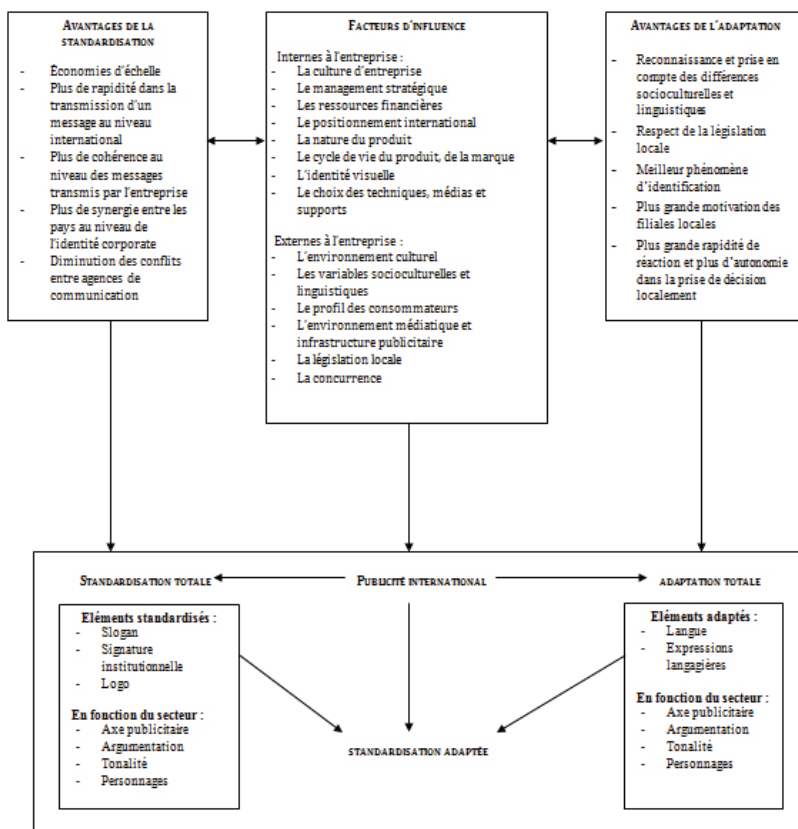 AVANTAGES DE LA
STANDARDISATION
- Économies d'échelle
- Plus de rapidité dans la
transmission d'un
message au niveau
international
- Plus de cohérence au
niveau des messages
transmis par l'entreprise
- Plus de synergie entre les
pays au niveau de
l'identité corporate
- Diminution des conflits
entre agences de
communication
FACTEURS D'INFLUENCE
Internes à l'entreprise :
- La culture d'entreprise
- Le management stratégique
- Les ressources financières
- Le positionnement international
- La nature du produit
- Le cycle de vie du produit, de la marque
- L'identité visuelle
- Le choix des techniques, médias et
supports
Externes à l'entreprise :
- L'environnement culturel
- Les variables socioculturelles et
linguistiques
- Le profil des consommateurs
- L'environnement médiatique et
infrastructure publicitaire
- La législation locale
- La concurrence
AVANTAGES DE L'ADAPTATION
- Reconnaissance et prise en
compte des différences
socioculturelles et
linguistiques
- Respect de la législation
locale
- Meilleur phénomène
d'identification
- Plus grande motivation des
filiales locales
- Plus grande rapidité de
réaction et plus d'autonomie
dans la prise de décision
localement
STANDARDISATION TOTALE
PUBLICITÉ INTERNATIONAL
ADAPTATION TOTALE
Eléments standardisés :
- Slogan
- Signature
institutionnelle
- Logo
En fonction du secteur :
- Axe publicitaire
- Argumentation
- Tonalité
- Personnages
STANDARDISATION ADAPTÉE
Eléments adaptés :
- Langue
- Expressions
langagières
En fonction du secteur :
- Axe publicitaire
- Argumentation
- Tonalité
- Personnages